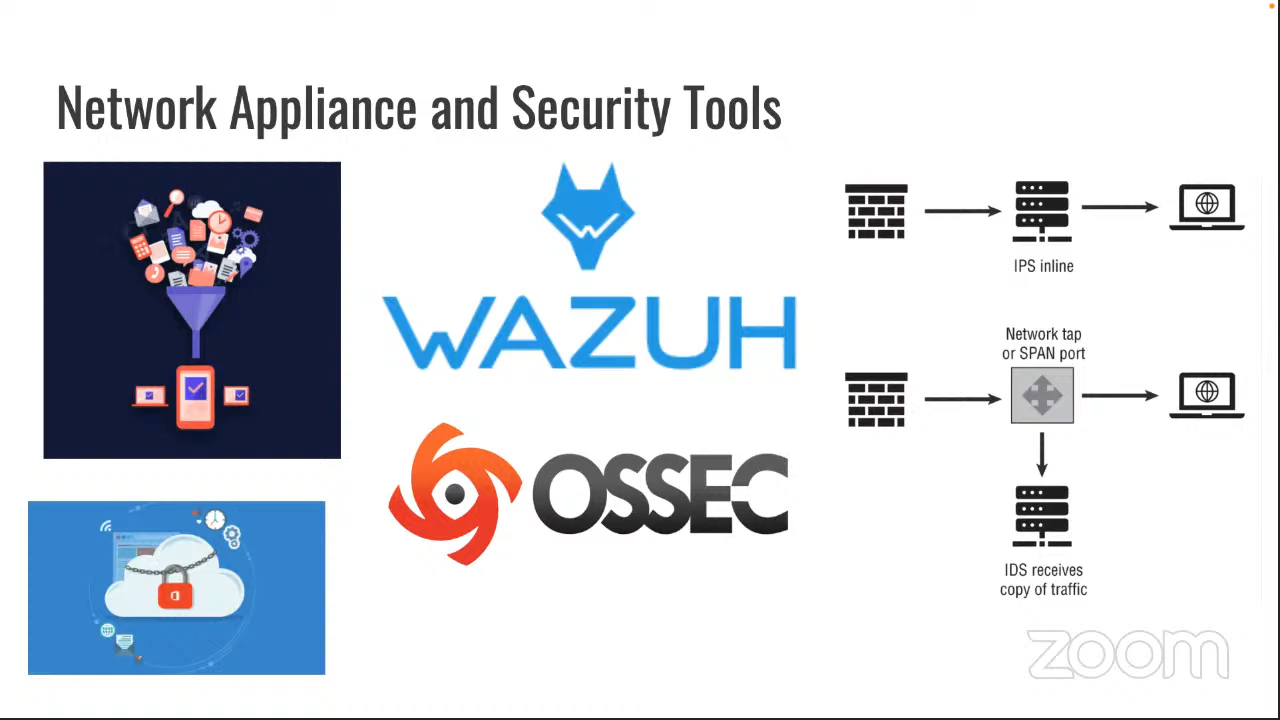 Network Appliance and Security Tools
WAZUH
OSSEC
IPS inline
Network tap
or SPAN port
IDS receives
copy of traffic
zoom